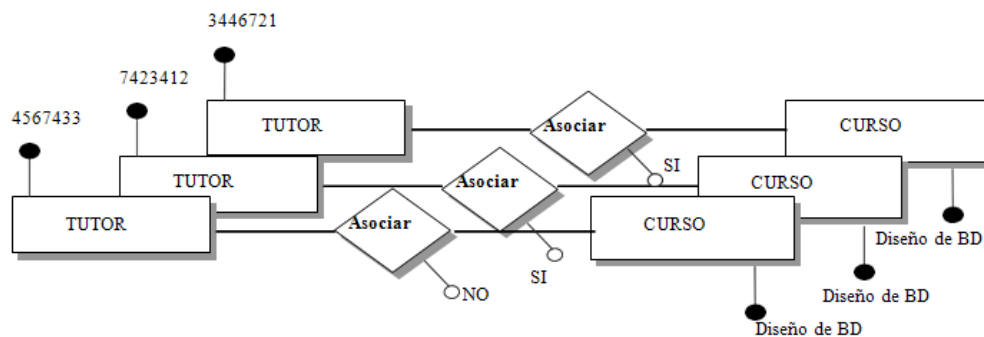 3446721
7423412
4567433
TUTOR
Asociar
CURSO
SI
TUTOR
Asociar
CURSO
Diseño de BD
SI
TUTOR
Asociar
CURSO
Diseño de BD
NO
Diseño de BD